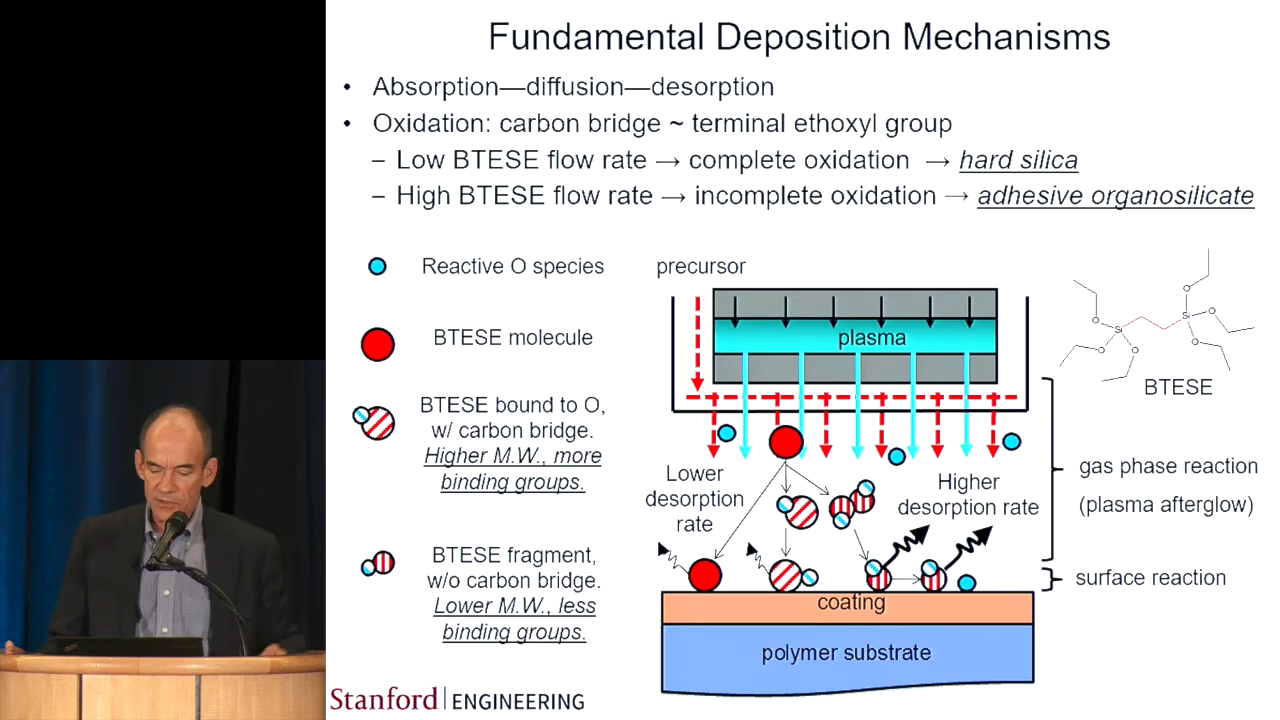 Fundamental Deposition Mechanisms
• Absorption—diffusion—desorption
• Oxidation: carbon bridge ~ terminal ethoxyl group
– Low BTESE flow rate → complete oxidation → hard silica
– High BTESE flow rate → incomplete oxidation → adhesive organosilicate
Reactive O species
BTESE molecule
BTESE bound to O,
w/ carbon bridge.
Higher M.W., more
binding groups.
BTESE fragment,
w/o carbon bridge.
Lower M.W., less
binding groups.
precursor
plasma
Lower
desorption
rate
Higher
desorption rate
coating
polymer substrate
Si
Si
O
O
O
O
O
O
BTESE
gas phase reaction
(plasma afterglow)
surface reaction
Stanford ENGINEERING